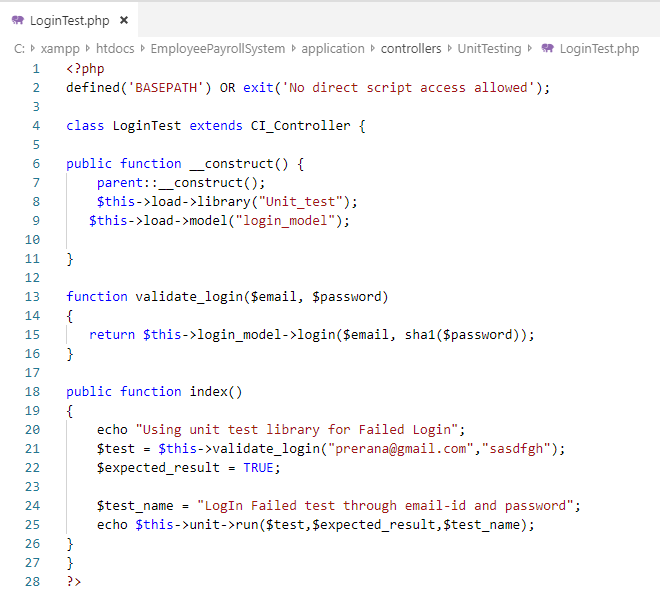 LoginTest.php ×
C: > xampp > htdocs > EmployeePayrollSystem > application > controllers > UnitTesting > LoginTest.php
1 <?php
2 defined('BASEPATH') OR exit('No direct script access allowed');
3
4 class LoginTest extends CI_Controller {
5
6 public function __construct() {
7 parent::__construct();
8 $this->load->library("Unit_test");
9 $this->load->model("login_model");
10
11 }
12
13 function validate_login($email, $password)
14 {
15 return $this->login_model->login($email, sha1($password));
16 }
17
18 public function index()
19 {
20 echo "Using unit test library for Failed Login";
21 $test = $this->validate_login("prerana@gmail.com","sasdfgh");
22 $expected_result = TRUE;
23
24 $test_name = "LogIn Failed test through email-id and password";
25 echo $this->unit->run($test,$expected_result,$test_name);
26 }
27 }
28 ?>